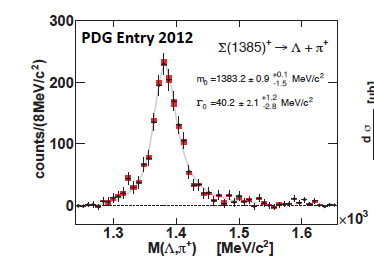 300
PDG Entry 2012
Σ(1385)⁺ → Λ + π⁺
m₀ =1383.2 ± 0.9 +0.1 -1.5 MeV/c²
Γ₀ =40.2 ± 2.1 +1.2 -2.8 MeV/c²
200
100
0
counts/(8MeV/c²)
1.3 1.4 1.5 1.6 ×10³
M(Λ,π⁺) [MeV/c²]
dσ [μb]